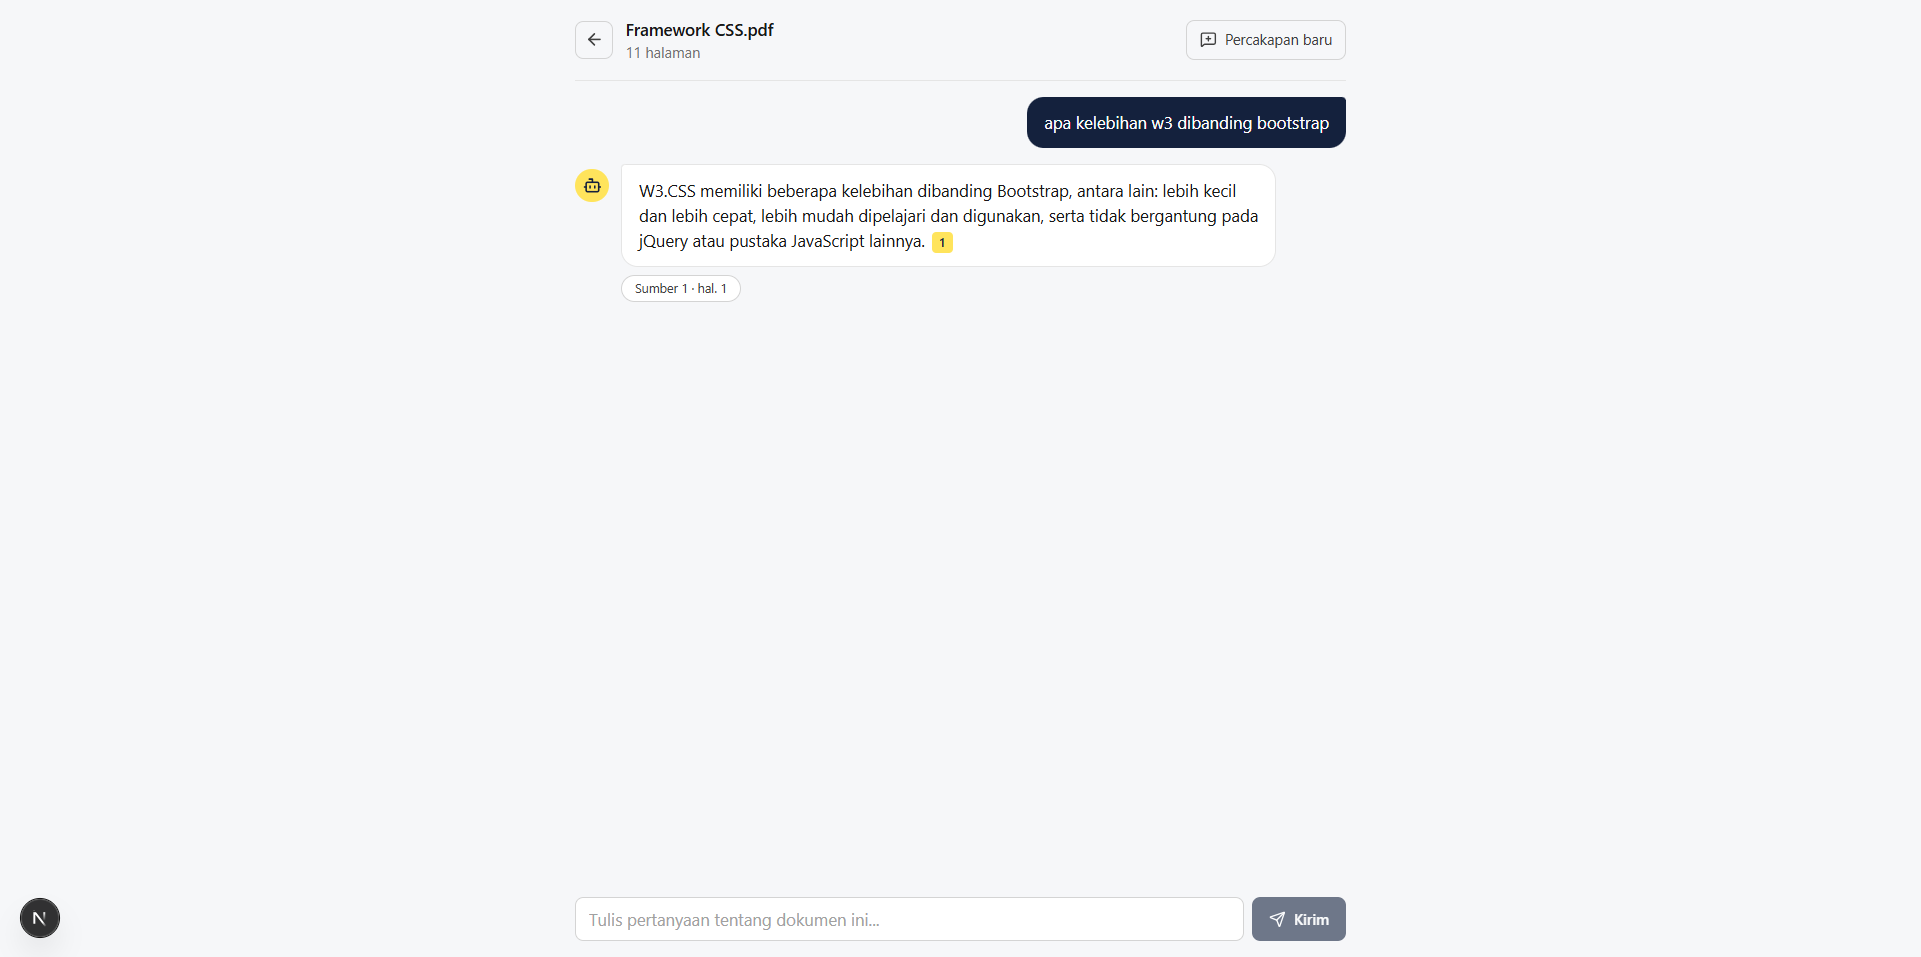 Framework CSS.pdf
11 halaman
Percakapan baru
apa kelebihan w3 dibanding bootstrap
W3.CSS memiliki beberapa kelebihan dibanding Bootstrap, antara lain: lebih kecil
dan lebih cepat, lebih mudah dipelajari dan digunakan, serta tidak bergantung pada
jQuery atau pustaka JavaScript lainnya. 1
Sumber 1 · hal. 1
Tulis pertanyaan tentang dokumen ini...
Kirim
N